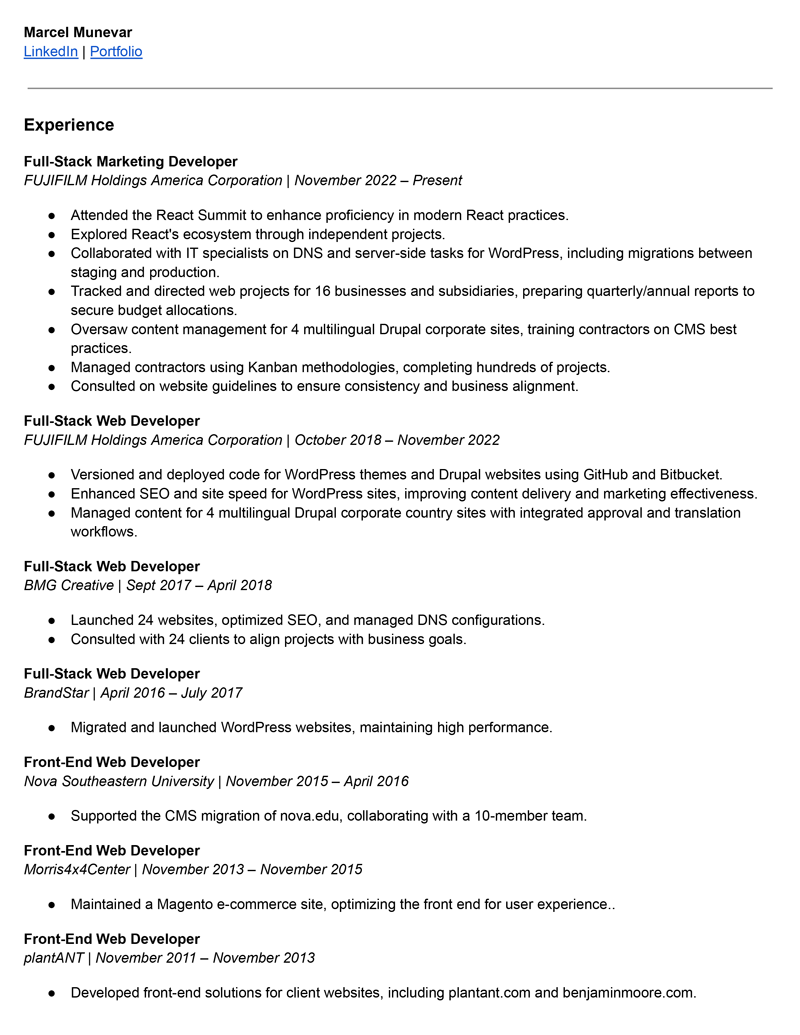 Marcel Munevar
LinkedIn | Portfolio
Experience
Full-Stack Marketing Developer
FUJIFILM Holdings America Corporation | November 2022 – Present
● Attended the React Summit to enhance proficiency in modern React practices.
● Explored React's ecosystem through independent projects.
● Collaborated with IT specialists on DNS and server-side tasks for WordPress, including migrations between
staging and production.
● Tracked and directed web projects for 16 businesses and subsidiaries, preparing quarterly/annual reports to
secure budget allocations.
● Oversaw content management for 4 multilingual Drupal corporate sites, training contractors on CMS best
practices.
● Managed contractors using Kanban methodologies, completing hundreds of projects.
● Consulted on website guidelines to ensure consistency and business alignment.
Full-Stack Web Developer
FUJIFILM Holdings America Corporation | October 2018 – November 2022
● Versioned and deployed code for WordPress themes and Drupal websites using GitHub and Bitbucket.
● Enhanced SEO and site speed for WordPress sites, improving content delivery and marketing effectiveness.
● Managed content for 4 multilingual Drupal corporate country sites with integrated approval and translation
workflows.
Full-Stack Web Developer
BMG Creative | Sept 2017 – April 2018
● Launched 24 websites, optimized SEO, and managed DNS configurations.
● Consulted with 24 clients to align projects with business goals.
Full-Stack Web Developer
BrandStar | April 2016 – July 2017
● Migrated and launched WordPress websites, maintaining high performance.
Front-End Web Developer
Nova Southeastern University | November 2015 – April 2016
● Supported the CMS migration of nova.edu, collaborating with a 10-member team.
Front-End Web Developer
Morris4x4Center | November 2013 – November 2015
● Maintained a Magento e-commerce site, optimizing the front end for user experience..
Front-End Web Developer
plantANT | November 2011 – November 2013
● Developed front-end solutions for client websites, including plantant.com and benjaminmoore.com.